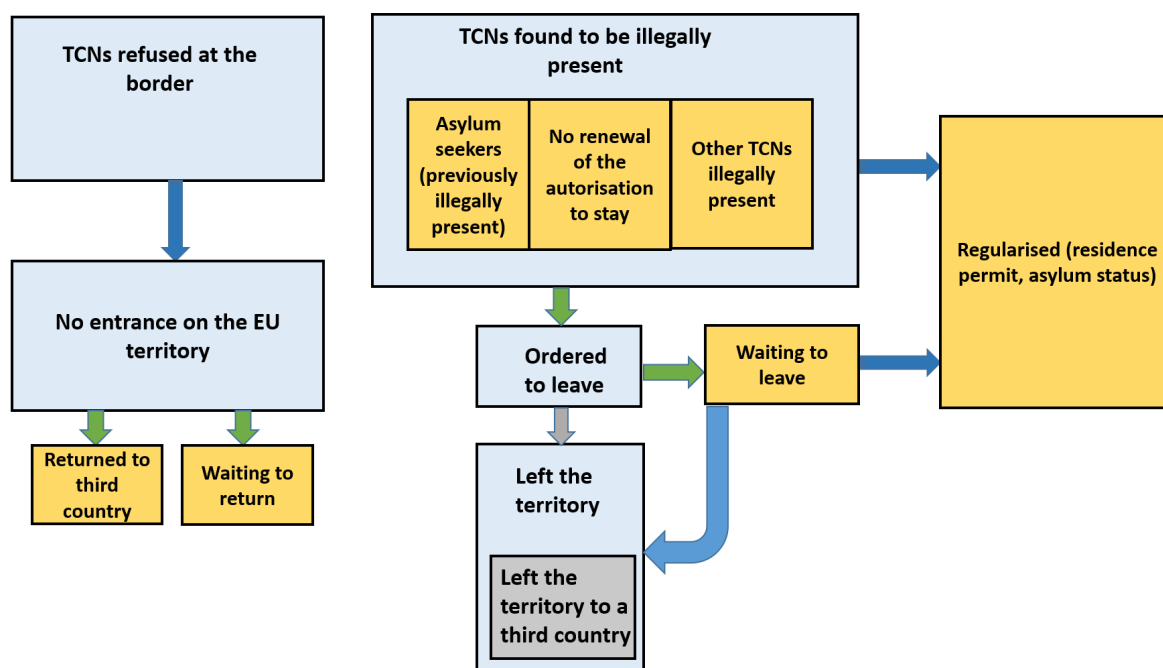 TCNs refused at the
border
No entrance on the EU
territory
Returned to
third
country
Waiting to
return
TCNs found to be illegally
present
Asylum
seekers
(previously
illegally
present)
No renewal
of the
autorisation
to stay
Other TCNs
illegally
present
Ordered
to leave
Waiting to
leave
Left the
territory
Left the
territory to a
third country
Regularised (residence
permit, asylum status)